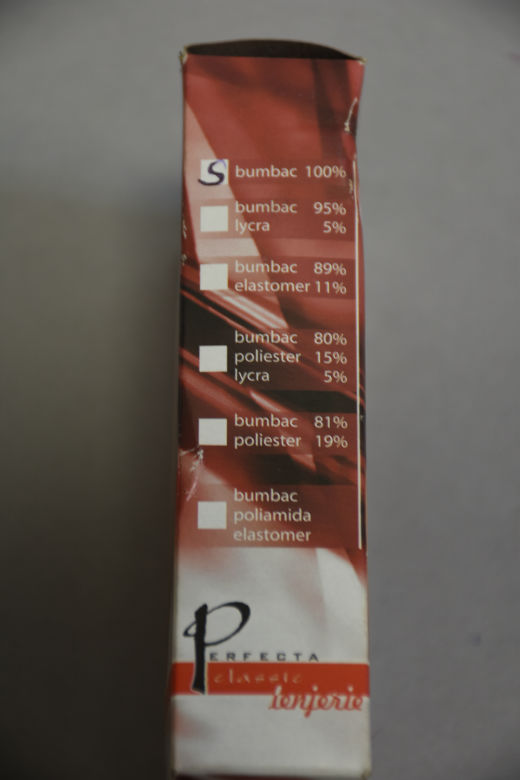 S bumbac 100%
bumbac 95%
lycra 5%
bumbac 89%
elastomer 11%
bumbac 80%
poliester 15%
lycra 5%
bumbac 81%
poliester 19%
bumbac
poliamida
elastomer
PERFECTA
classic
lenjerie